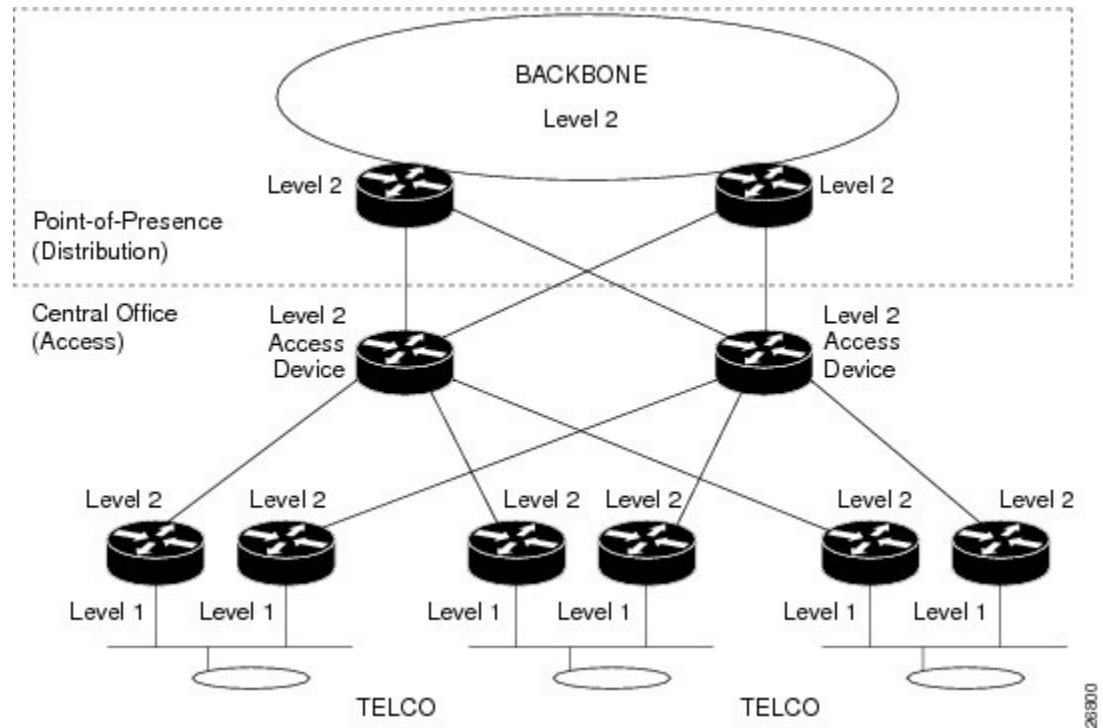 BACKBONE
Level 2
Level 2
Level 2
Point-of-Presence
(Distribution)
Central Office
(Access)
Level 2
Access
Device
Level 2
Access
Device
Level 2
Level 2
Level 2
Level 2
Level 2
Level 2
Level 1
Level 1
Level 1
Level 1
Level 1
Level 1
TELCO
TELCO
26800